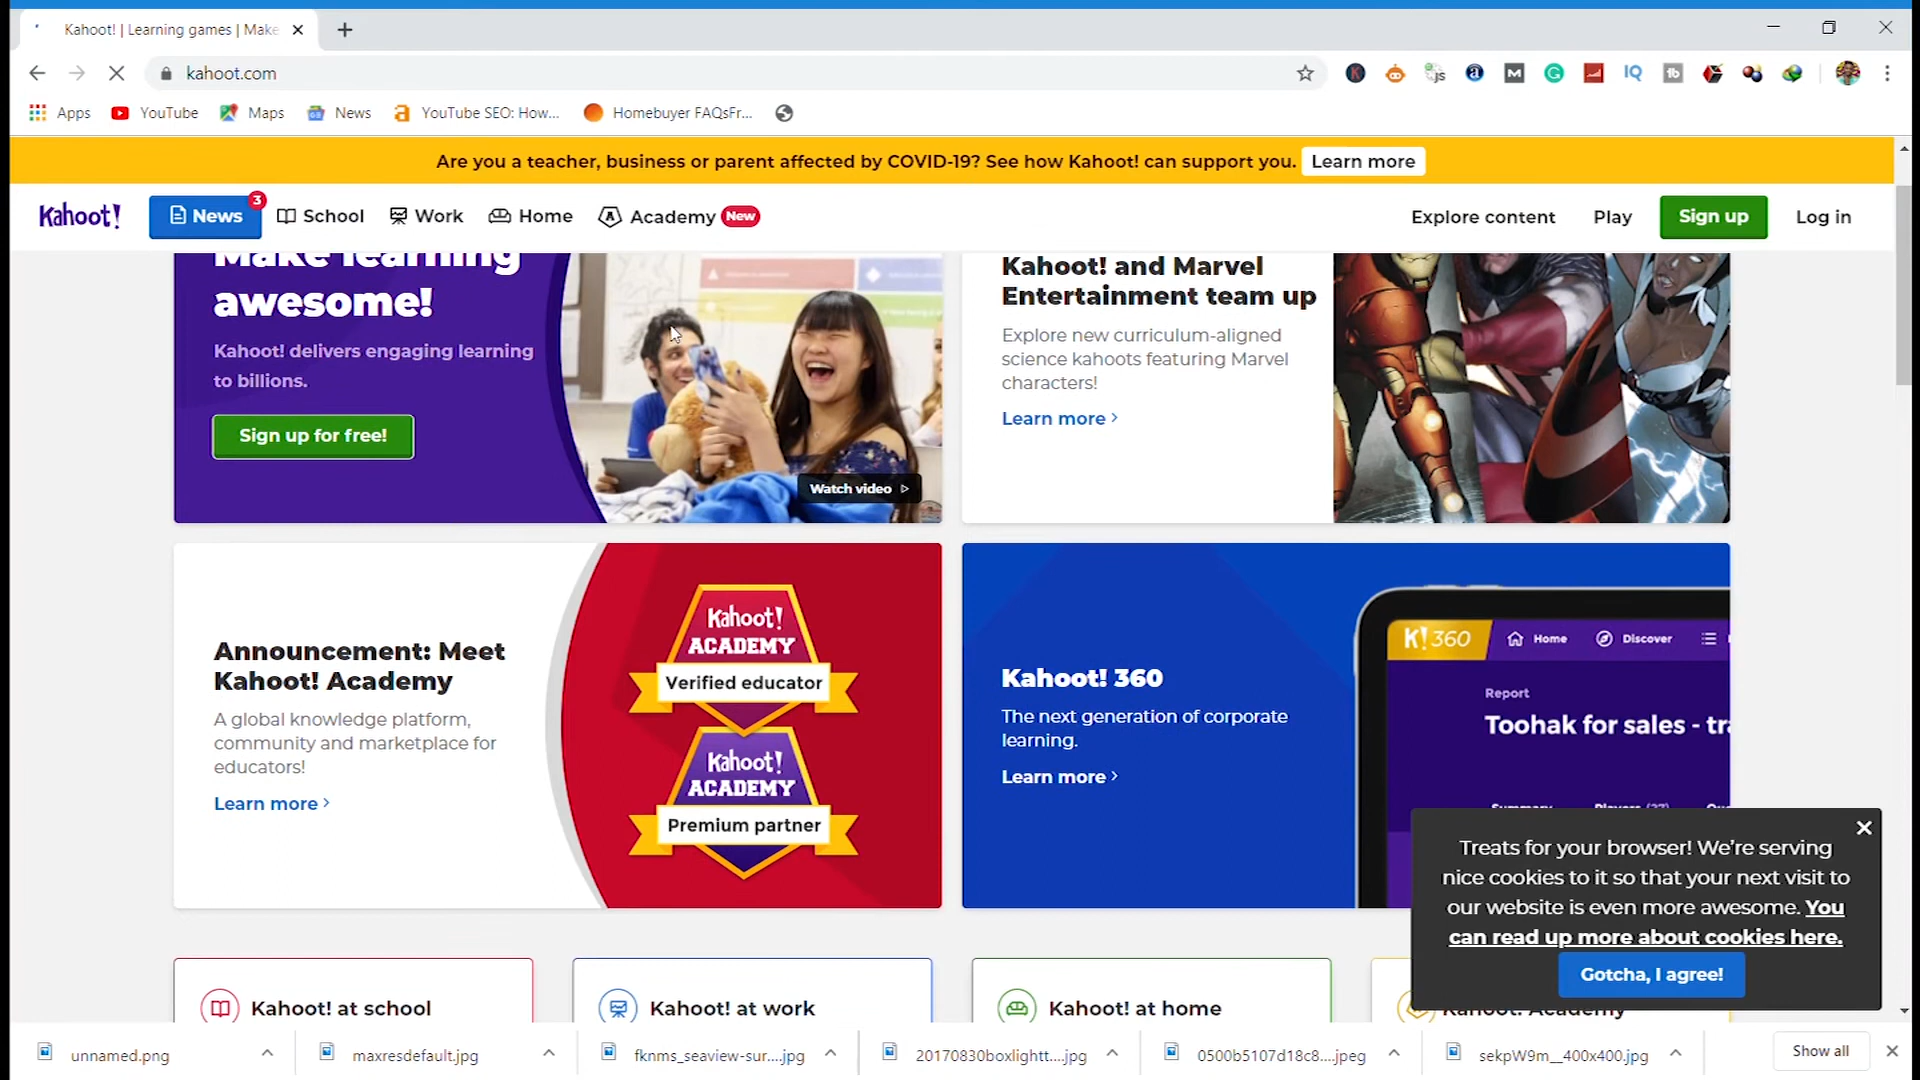 Kahoot! | Learning games | Make
kahoot.com
Apps
YouTube
Maps
News
YouTube SEO: How...
Homebuyer FAQsFr...
Are you a teacher, business or parent affected by COVID-19? See how Kahoot! can support you.
Learn more
Kahoot!
News
3
School
Work
Home
Academy
New
Explore content
Play
Sign up
Log in
Make learning
awesome!
Kahoot! delivers engaging learning
to billions.
Sign up for free!
Watch video
Kahoot! and Marvel
Entertainment team up
Explore new curriculum-aligned
science kahoots featuring Marvel
characters!
Learn more
Announcement: Meet
Kahoot! Academy
A global knowledge platform,
community and marketplace for
educators!
Learn more
Kahoot!
ACADEMY
Verified educator
Kahoot!
ACADEMY
Premium partner
Kahoot! 360
The next generation of corporate
learning.
Learn more
K! 360
Home
Discover
Report
Toohak for sales - tra
Summary
Players (27)
Treats for your browser! We're serving
nice cookies to it so that your next visit to
our website is even more awesome. You
can read up more about cookies here.
Gotcha, I agree!
Kahoot! at school
Kahoot! at work
Kahoot! at home
Kahoot! Academy
unnamed.png
maxresdefault.jpg
fknms_seaview-sur....jpg
20170830boxlightt....jpg
0500b5107d18c8....jpeg
sekpW9m__400x400.jpg
Show all